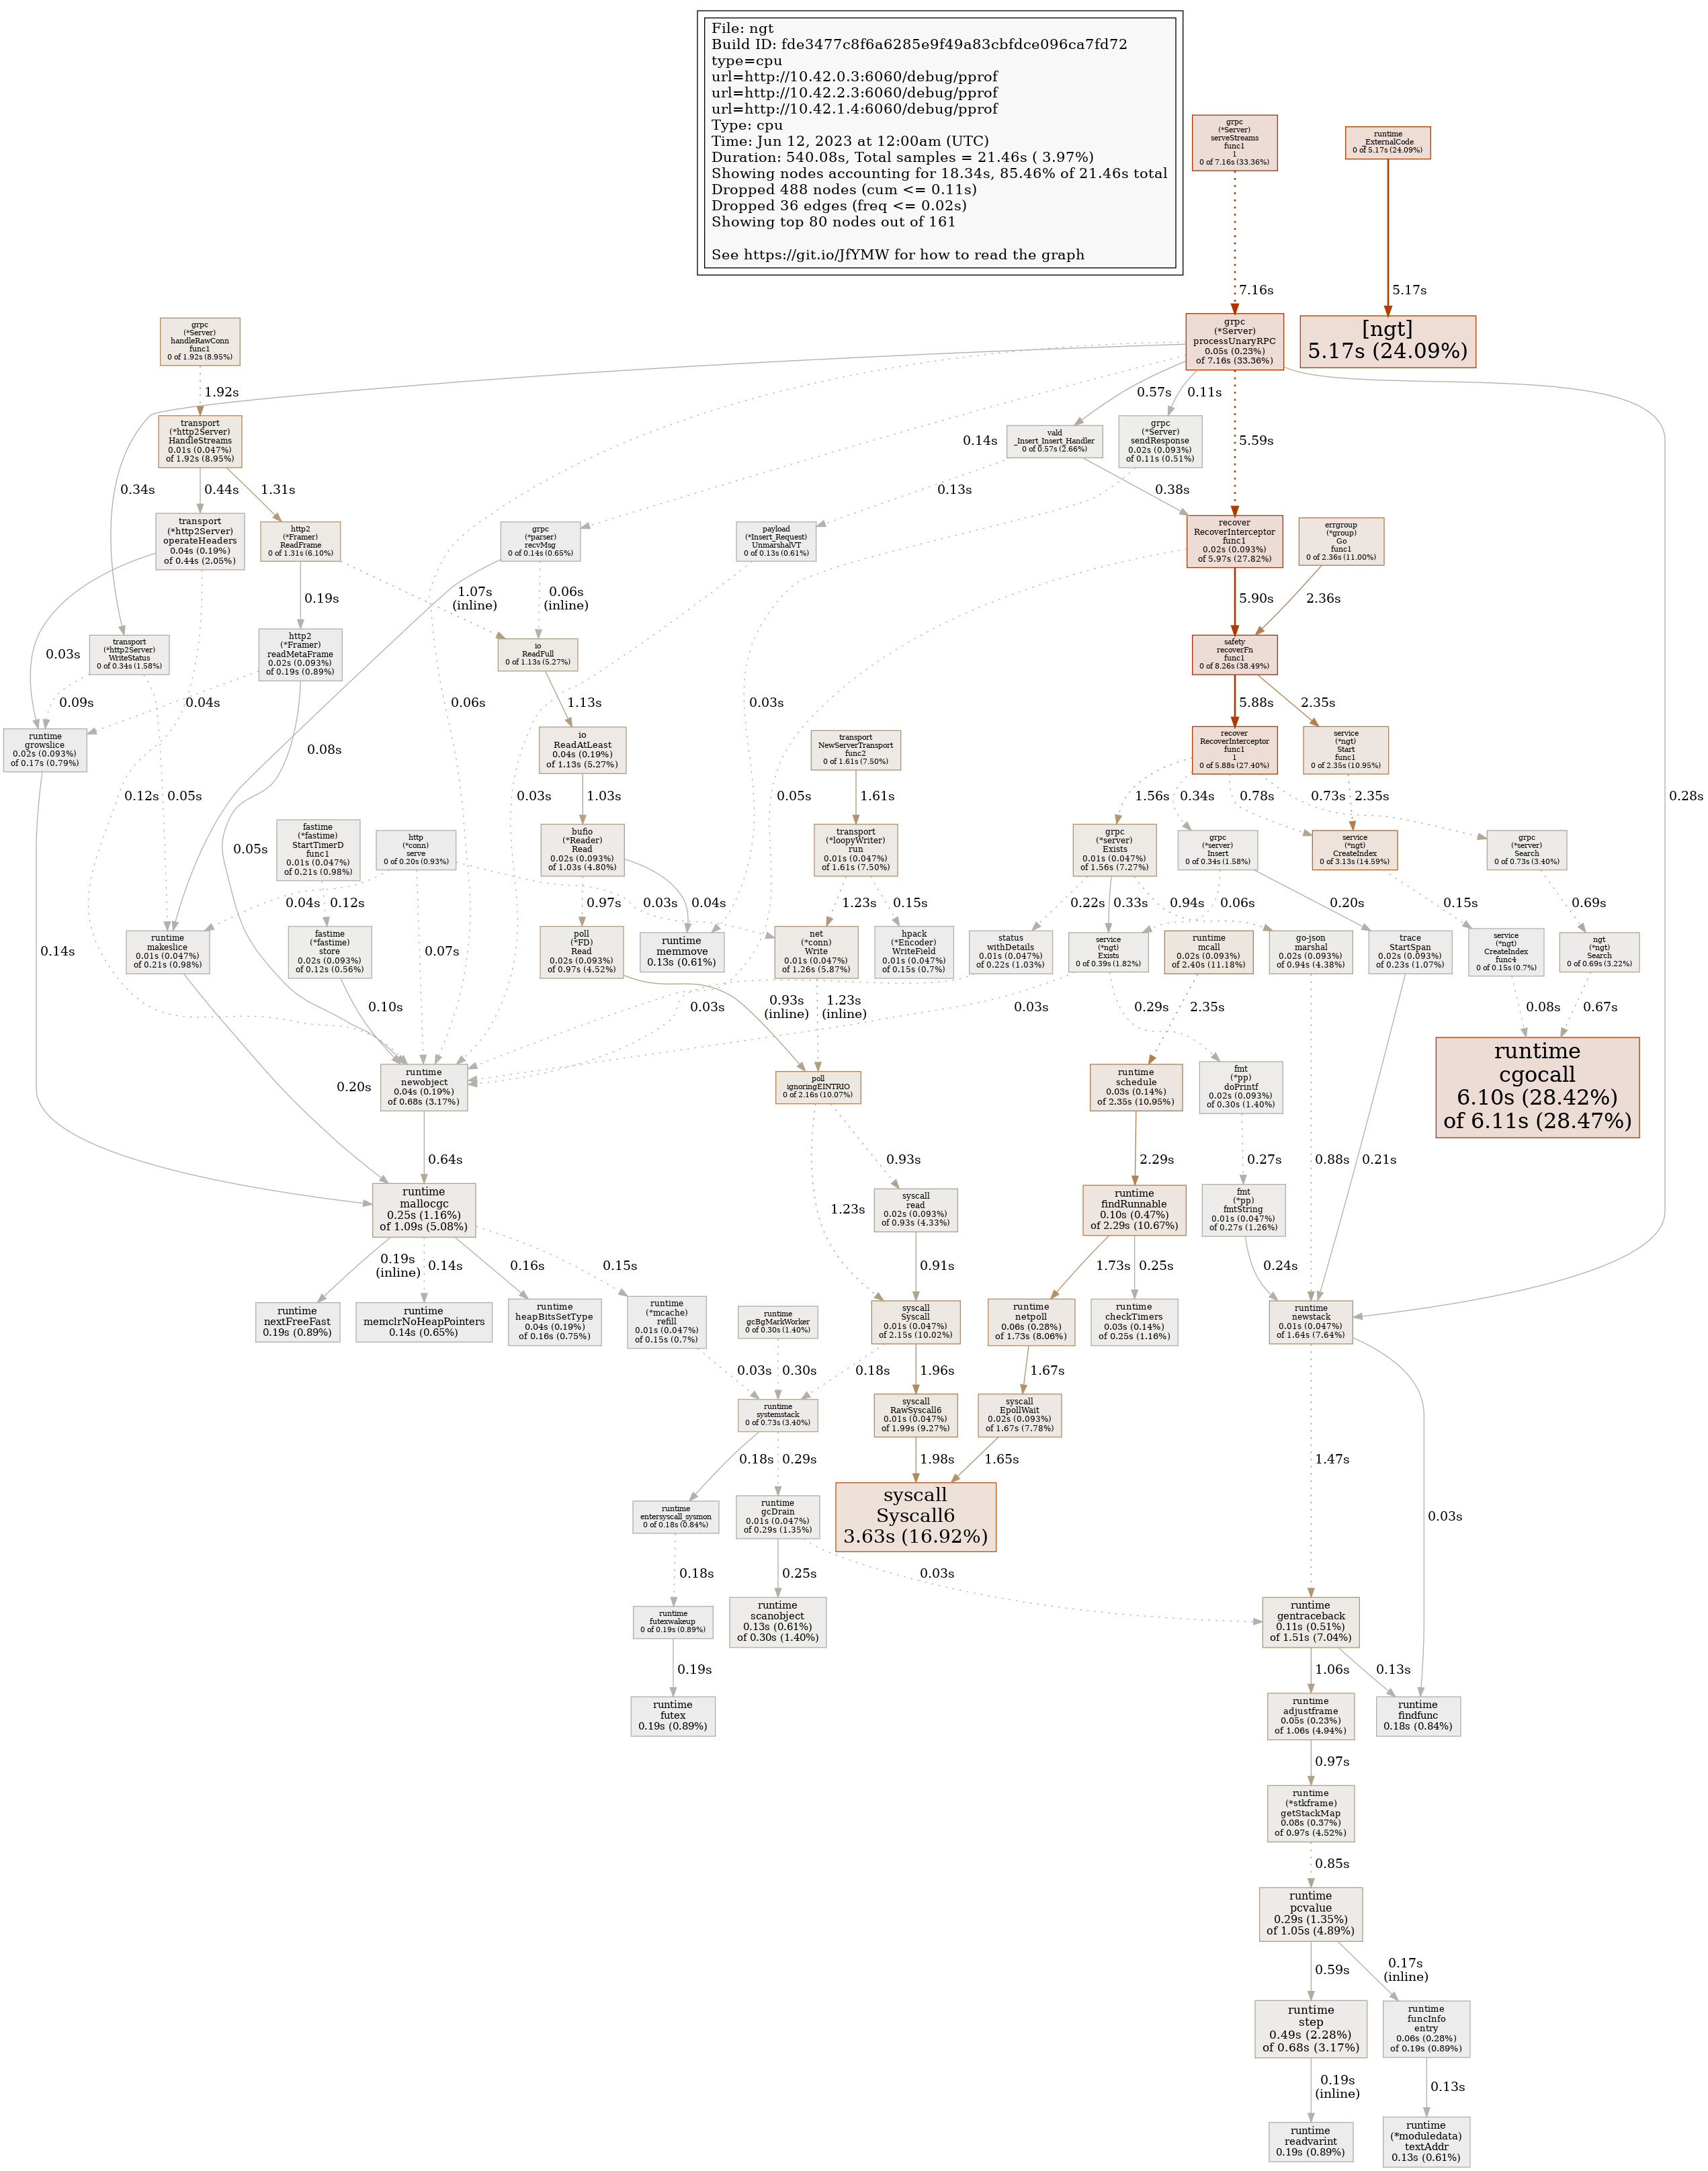 File: ngt
Build ID: fde3477c8f6a6285e9f49a83cbfdce096ca7fd72
type=cpu
url=http://10.42.0.3:6060/debug/pprof
url=http://10.42.2.3:6060/debug/pprof
url=http://10.42.1.4:6060/debug/pprof
Type: cpu
Time: Jun 12, 2023 at 12:00am (UTC)
Duration: 540.08s, Total samples = 21.46s ( 3.97%)
Showing nodes accounting for 18.34s, 85.46% of 21.46s total
Dropped 488 nodes (cum <= 0.11s)
Dropped 36 edges (freq <= 0.02s)
Showing top 80 nodes out of 161
See https://git.io/JfYMW for how to read the graph
grpc
(*Server)
serveStreams
func1
1
0 of 7.16s (33.36%)
runtime
_ExternalCode
0 of 5.17s (24.09%)
7.16s
5.17s
grpc
(*Server)
handleRawConn
func1
0 of 1.92s (8.95%)
grpc
(*Server)
processUnaryRPC
0.05s (0.23%)
of 7.16s (33.36%)
[ngt]
5.17s (24.09%)
1.92s
0.57s
0.11s
transport
(*http2Server)
HandleStreams
0.01s (0.047%)
of 1.92s (8.95%)
vald
_Insert_Insert_Handler
0 of 0.57s (2.66%)
grpc
(*Server)
sendResponse
0.02s (0.093%)
of 0.11s (0.51%)
0.14s
5.59s
0.34s
0.44s
1.31s
0.13s
0.38s
transport
(*http2Server)
operateHeaders
0.04s (0.19%)
of 0.44s (2.05%)
http2
(*Framer)
ReadFrame
0 of 1.31s (6.10%)
grpc
(*parser)
recvMsg
0 of 0.14s (0.65%)
payload
(*Insert_Request)
UnmarshalVT
0 of 0.13s (0.61%)
recover
RecoverInterceptor
func1
0.02s (0.093%)
of 5.97s (27.82%)
errgroup
(*group)
Go
func1
0 of 2.36s (11.00%)
0.19s
1.07s
(inline)
0.06s
(inline)
5.90s
2.36s
transport
(*http2Server)
WriteStatus
0 of 0.34s (1.58%)
http2
(*Framer)
readMetaFrame
0.02s (0.093%)
of 0.19s (0.89%)
io
ReadFull
0 of 1.13s (5.27%)
safety
recoverFn
func1
0 of 8.26s (38.49%)
0.03s
0.09s
0.04s
0.06s
1.13s
0.03s
5.88s
2.35s
runtime
growslice
0.02s (0.093%)
of 0.17s (0.79%)
0.08s
io
ReadAtLeast
0.04s (0.19%)
of 1.13s (5.27%)
transport
NewServerTransport
func2
0 of 1.61s (7.50%)
recover
RecoverInterceptor
func1
1
0 of 5.88s (27.40%)
service
(*ngt)
Start
func1
0 of 2.35s (10.95%)
0.12s
0.05s
0.03s
1.03s
0.05s
1.61s
1.56s
0.34s
0.78s
0.73s
2.35s
0.28s
fastime
(*fastime)
StartTimerD
func1
0.01s (0.047%)
of 0.21s (0.98%)
http
(*conn)
serve
0 of 0.20s (0.93%)
0.05s
bufio
(*Reader)
Read
0.02s (0.093%)
of 1.03s (4.80%)
transport
(*loopyWriter)
run
0.01s (0.047%)
of 1.61s (7.50%)
grpc
(*server)
Exists
0.01s (0.047%)
of 1.56s (7.27%)
grpc
(*server)
Insert
0 of 0.34s (1.58%)
service
(*ngt)
CreateIndex
0 of 3.13s (14.59%)
grpc
(*server)
Search
0 of 0.73s (3.40%)
0.04s
0.12s
0.03s
0.97s
0.04s
1.23s
0.15s
0.22s
0.33s
0.94s
0.06s
0.20s
0.15s
0.69s
0.14s
runtime
makeslice
0.01s (0.047%)
of 0.21s (0.98%)
fastime
(*fastime)
store
0.02s (0.093%)
of 0.12s (0.56%)
0.07s
poll
(*FD)
Read
0.02s (0.093%)
of 0.97s (4.52%)
runtime
memmove
0.13s (0.61%)
net
(*conn)
Write
0.01s (0.047%)
of 1.26s (5.87%)
hpack
(*Encoder)
WriteField
0.01s (0.047%)
of 0.15s (0.7%)
status
withDetails
0.01s (0.047%)
of 0.22s (1.03%)
service
(*ngt)
Exists
0 of 0.39s (1.82%)
runtime
mcall
0.02s (0.093%)
of 2.40s (11.18%)
go-json
marshal
0.02s (0.093%)
of 0.94s (4.38%)
trace
StartSpan
0.02s (0.093%)
of 0.23s (1.07%)
service
(*ngt)
CreateIndex
func4
0 of 0.15s (0.7%)
ngt
(*ngt)
Search
0 of 0.69s (3.22%)
0.10s
0.03s
0.93s
(inline)
1.23s
(inline)
0.03s
0.29s
2.35s
0.08s
0.67s
runtime
newobject
0.04s (0.19%)
of 0.68s (3.17%)
0.20s
poll
ignoringEINTRIO
0 of 2.16s (10.07%)
runtime
schedule
0.03s (0.14%)
of 2.35s (10.95%)
fmt
(*pp)
doPrintf
0.02s (0.093%)
of 0.30s (1.40%)
runtime
cgocall
6.10s (28.42%)
of 6.11s (28.47%)
0.64s
0.93s
2.29s
0.27s
0.88s
0.21s
runtime
mallocgc
0.25s (1.16%)
of 1.09s (5.08%)
1.23s
syscall
read
0.02s (0.093%)
of 0.93s (4.33%)
runtime
findRunnable
0.10s (0.47%)
of 2.29s (10.67%)
fmt
(*pp)
fmtString
0.01s (0.047%)
of 0.27s (1.26%)
0.19s
(inline)
0.14s
0.16s
0.15s
0.91s
1.73s
0.25s
0.24s
runtime
nextFreeFast
0.19s (0.89%)
runtime
memclrNoHeapPointers
0.14s (0.65%)
runtime
heapBitsSetType
0.04s (0.19%)
of 0.16s (0.75%)
runtime
(*mcache)
refill
0.01s (0.047%)
of 0.15s (0.7%)
runtime
gcBgMarkWorker
0 of 0.30s (1.40%)
syscall
Syscall
0.01s (0.047%)
of 2.15s (10.02%)
runtime
netpoll
0.06s (0.28%)
of 1.73s (8.06%)
runtime
checkTimers
0.03s (0.14%)
of 0.25s (1.16%)
runtime
newstack
0.01s (0.047%)
of 1.64s (7.64%)
0.03s
0.30s
0.18s
1.96s
1.67s
runtime
systemstack
0 of 0.73s (3.40%)
syscall
RawSyscall6
0.01s (0.047%)
of 1.99s (9.27%)
syscall
EpollWait
0.02s (0.093%)
of 1.67s (7.78%)
0.18s
0.29s
1.98s
1.65s
1.47s
runtime
entersyscall_sysmon
0 of 0.18s (0.84%)
runtime
gcDrain
0.01s (0.047%)
of 0.29s (1.35%)
syscall
Syscall6
3.63s (16.92%)
0.03s
0.18s
0.25s
0.03s
runtime
futexwakeup
0 of 0.19s (0.89%)
runtime
scanobject
0.13s (0.61%)
of 0.30s (1.40%)
runtime
gentraceback
0.11s (0.51%)
of 1.51s (7.04%)
0.19s
1.06s
0.13s
runtime
futex
0.19s (0.89%)
runtime
adjustframe
0.05s (0.23%)
of 1.06s (4.94%)
runtime
findfunc
0.18s (0.84%)
0.97s
runtime
(*stkframe)
getStackMap
0.08s (0.37%)
of 0.97s (4.52%)
0.85s
runtime
pcvalue
0.29s (1.35%)
of 1.05s (4.89%)
0.59s
0.17s
(inline)
runtime
step
0.49s (2.28%)
of 0.68s (3.17%)
runtime
funcInfo
entry
0.06s (0.28%)
of 0.19s (0.89%)
0.19s
(inline)
0.13s
runtime
readvarint
0.19s (0.89%)
runtime
(*moduledata)
textAddr
0.13s (0.61%)